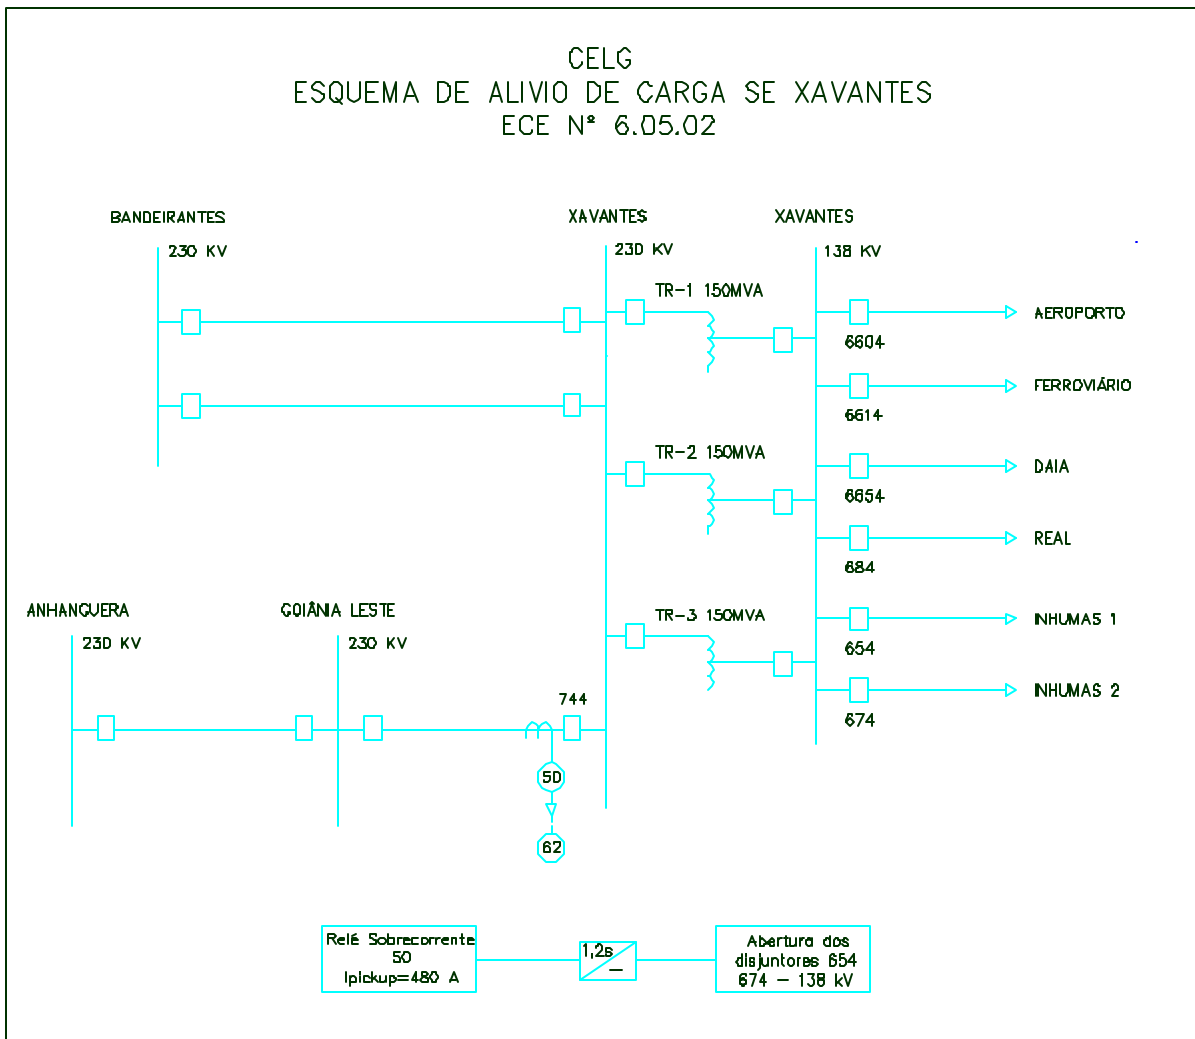 CELG
ESQUEMA DE ALIVIO DE CARGA SE XAVANTES
ECE Nº 6.05.02
BANDEIRANTES
230 KV
XAVANTES
230 KV
XAVANTES
138 KV
TR-1 150MVA
6604
AEROPORTO
6614
FERROVIÁRIO
TR-2 150MVA
6654
DAIA
684
REAL
ANHANGUERA
230 KV
GOIÂNIA LESTE
230 KV
TR-3 150MVA
654
INHUMAS 1
674
INHUMAS 2
744
50
62
Relé Sobrecorrente
50
Ipickup=480 A
1,2s
—
Abertura dos
disjuntores 654
674 - 138 kV